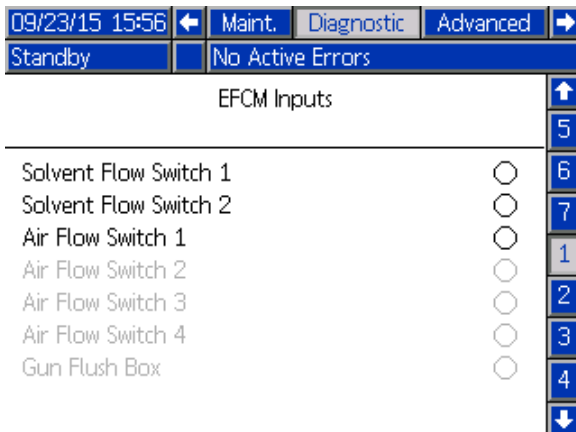 09/23/15 15:56 Maint. Diagnostic Advanced
Standby No Active Errors
EFCM Inputs
5
Solvent Flow Switch 1 6
Solvent Flow Switch 2 7
Air Flow Switch 1 1
Air Flow Switch 2
Air Flow Switch 3 2
Air Flow Switch 4 3
Gun Flush Box 4